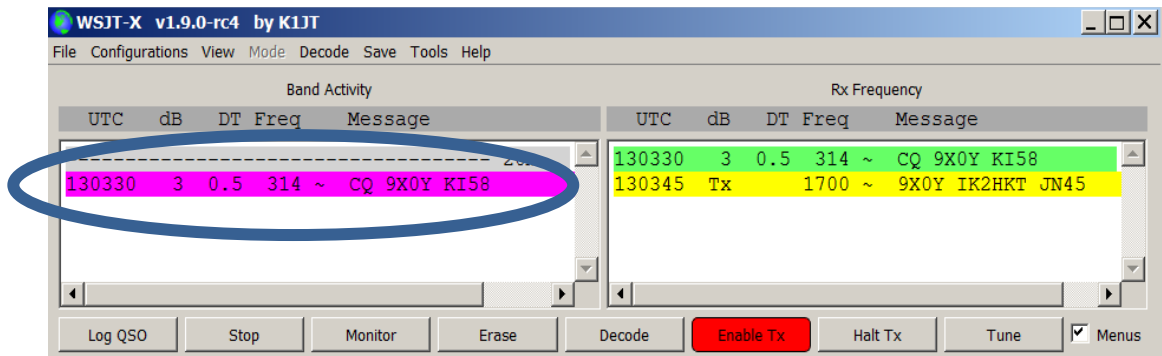 WSJT-X v1.9.0-rc4 by K1JT
File Configurations View Mode Decode Save Tools Help
Band Activity
UTC dB DT Freq Message
130330 3 0.5 314 ~ CQ 9X0Y KI58
Rx Frequency
UTC dB DT Freq Message
130330 3 0.5 314 ~ CQ 9X0Y KI58
130345 Tx 1700 ~ 9X0Y IK2HKT JN45
Log QSO Stop Monitor Erase Decode Enable Tx Halt Tx Tune Menus